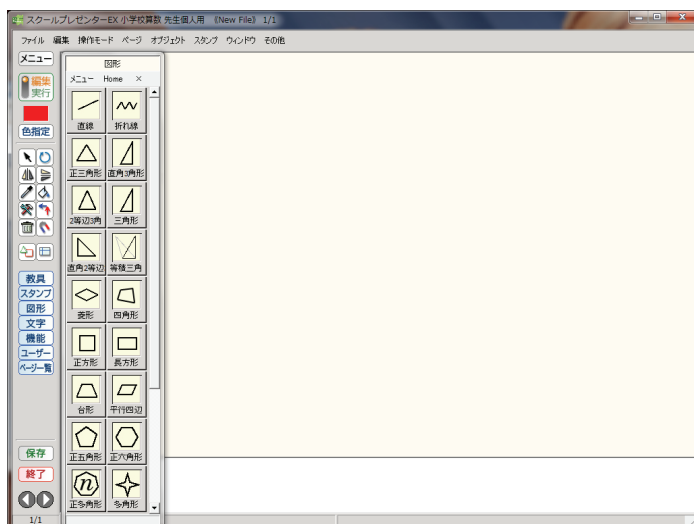 スクールプレゼンターEX 小学校算数 先生個人用 《New File》 1/1
ファイル 編集 操作モード ページ オブジェクト スタンプ ウィンドウ その他
メニュー
編集
実行
色指定
教具
スタンプ
図形
文字
機能
ユーザー
ページ一覧
保存
終了
1/1
図形
メニュー Home ×
直線 折れ線
正三角形 直角3角形
2等辺3角 三角形
直角2等辺 等積三角
菱形 四角形
正方形 長方形
台形 平行四辺
正五角形 正六角形
n
正多角形 多角形